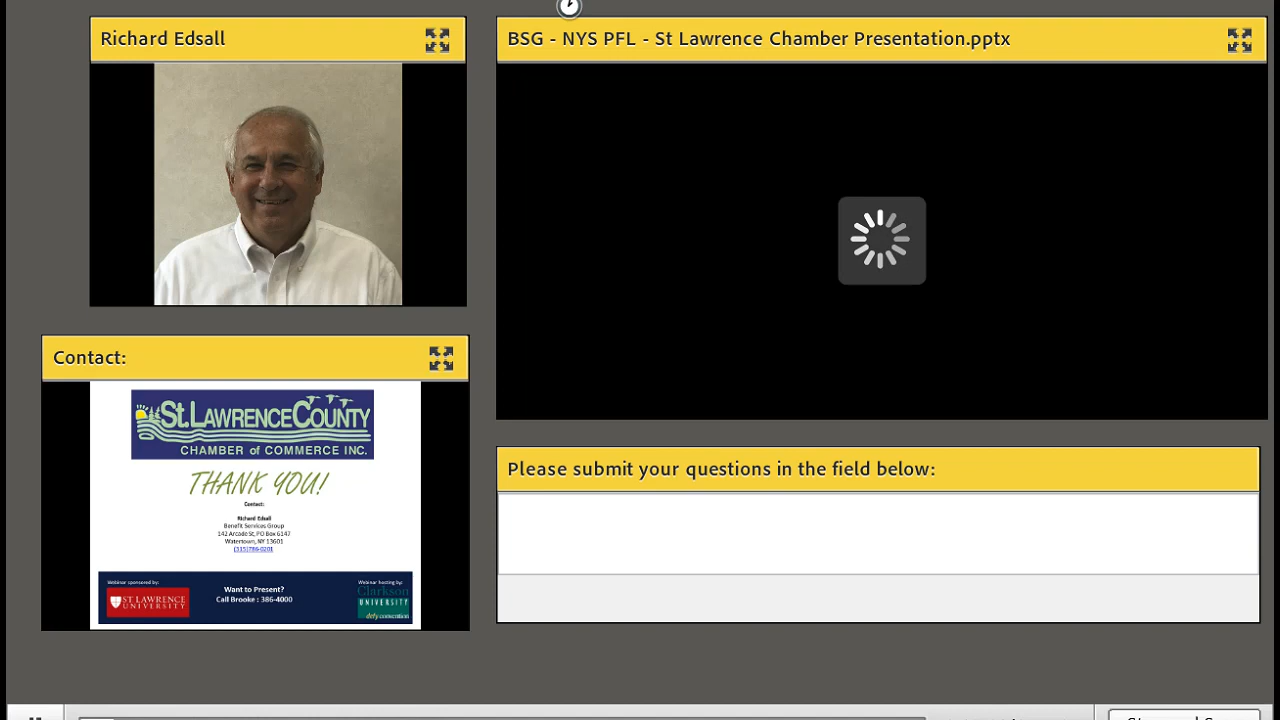 Richard Edsall
BSG - NYS PFL - St Lawrence Chamber Presentation.pptx
Contact:
ST. LAWRENCE COUNTY
CHAMBER of COMMERCE INC.
THANK YOU!
Contact:
Richard Edsall
Benefit Services Group
142 Arcade St, PO Box 6147
Watertown, NY 13601
(315)786-0201
Webinar sponsored by:
ST LAWRENCE
UNIVERSITY
Want to Present?
Call Brooke : 386-4000
Webinar hosting by:
Clarkson
UNIVERSITY
defy convention
Please submit your questions in the field below: